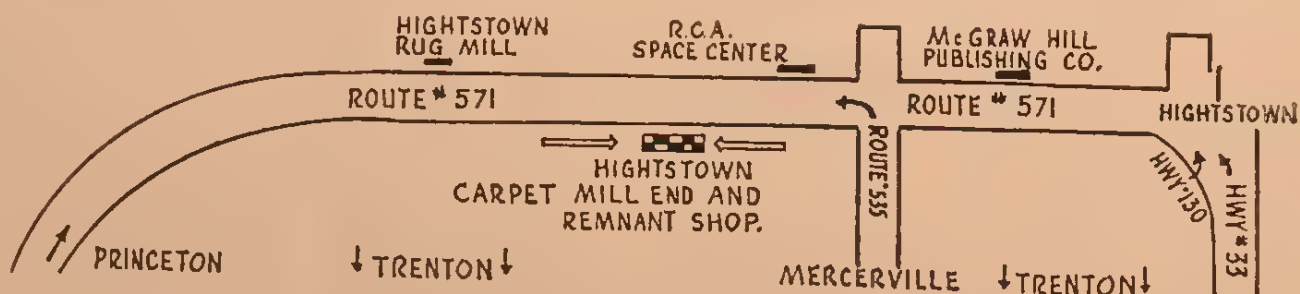 HIGHTSTOWN
RUG MILL
R.C.A.
SPACE CENTER
McGRAW HILL
PUBLISHING CO.
ROUTE # 571
ROUTE # 571
HIGHTSTOWN
HIGHTSTOWN
CARPET MILL END AND
REMNANT SHOP.
ROUTE # 535
HWY # 130
HWY # 33
PRINCETON
↓ TRENTON ↓
MERCERVILLE
↓ TRENTON ↓